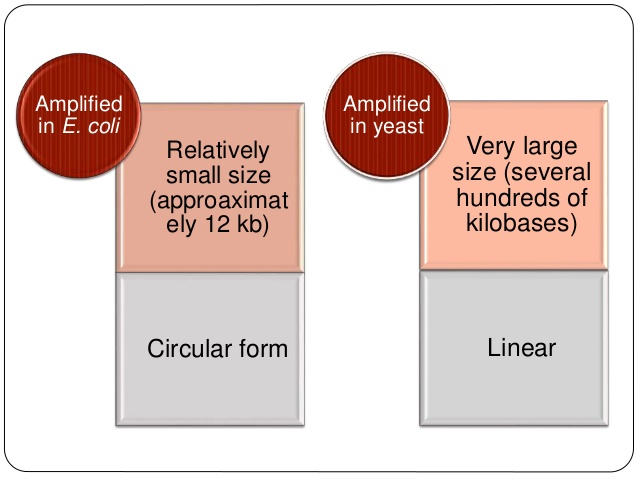 Amplified
in E. coli
Relatively
small size
(approaximat
ely 12 kb)
Circular form
Amplified
in yeast
Very large
size (several
hundreds of
kilobases)
Linear